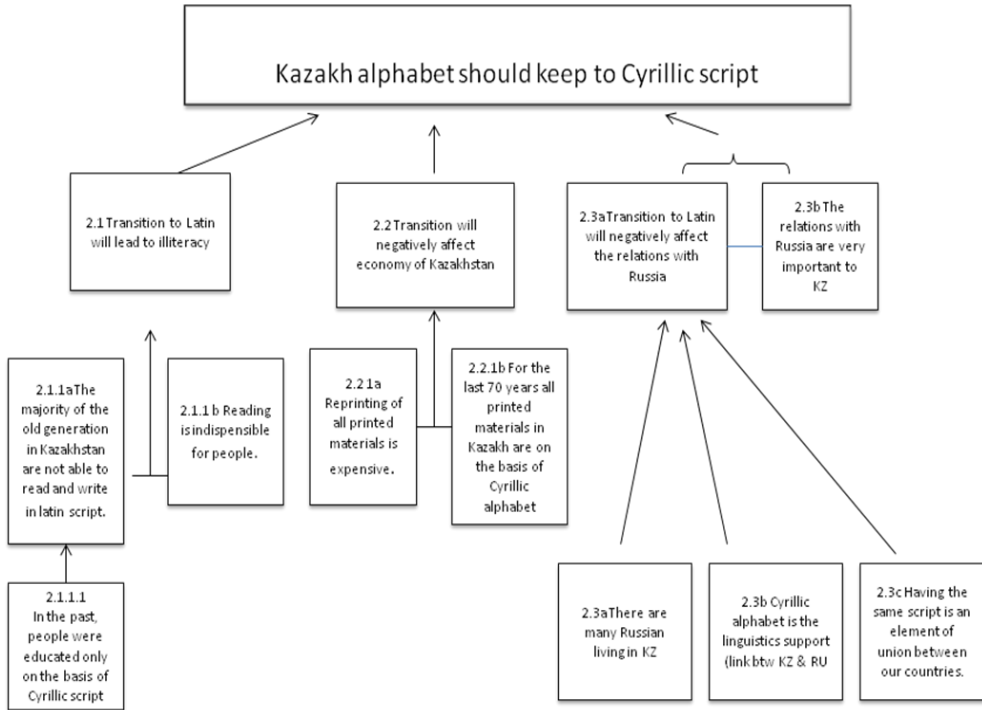 Kazakh alphabet should keep to Cyrillic script
2.1 Transition to Latin
will lead to illiteracy
2.2 Transition will
negatively affect
economy of Kazakhstan
2.3a Transition to Latin
will negatively affect
the relations with
Russia
2.3b The
relations with
Russia are very
important to
KZ
2.1.1a The
majority of the
old generation
in Kazakhstan
are not able to
read and write
in latin script.
2.1.1 b Reading
is indispensible
for people.
2.2 1a
Reprinting of
all printed
materials is
expensive.
2.2.1b For the
last 70 years all
printed
materials in
Kazakh are on
the basis of
Cyrillic
alphabet
2.1.1.1
In the past,
people were
educated only
on the basis of
Cyrillic script
2.3a There are
many Russian
living in KZ
2.3b Cyrillic
alphabet is the
linguistics support
(link btw KZ & RU
2.3c Having the
same script is an
element of
union between
our countries.